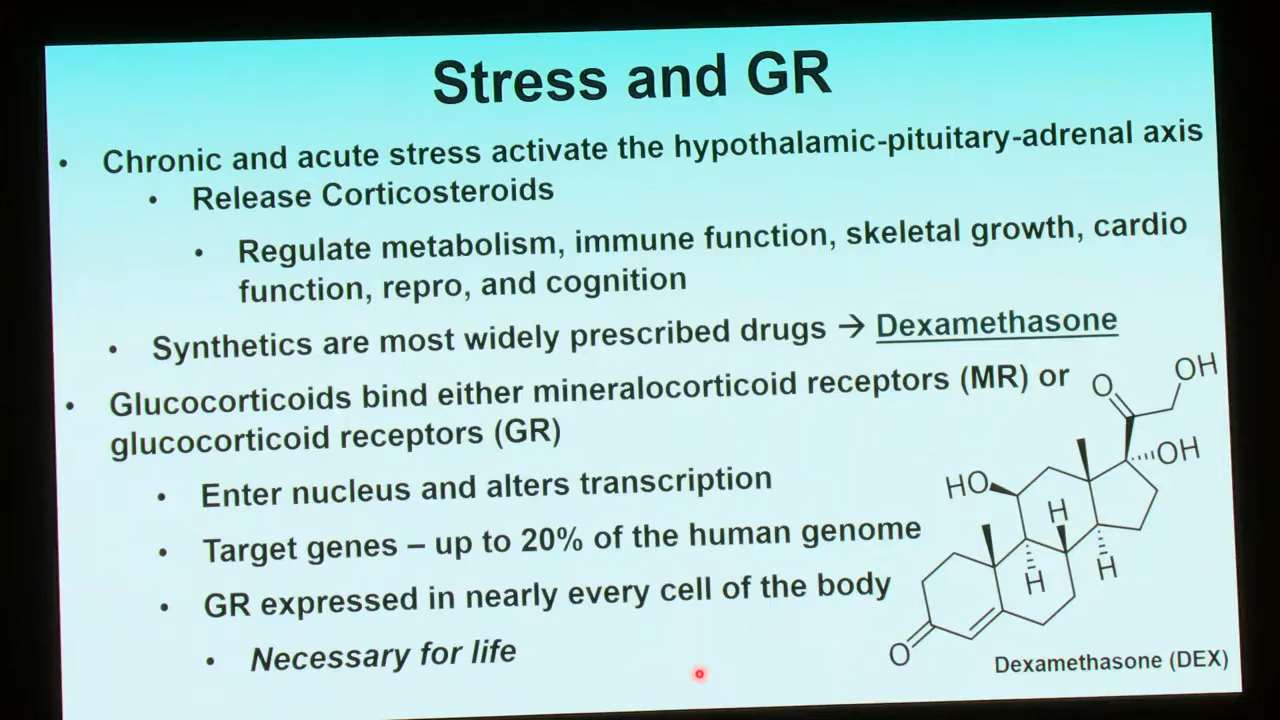 Stress and GR
• Chronic and acute stress activate the hypothalamic-pituitary-adrenal axis
• Release Corticosteroids
• Regulate metabolism, immune function, skeletal growth, cardio
function, repro, and cognition
• Synthetics are most widely prescribed drugs → Dexamethasone
• Glucocorticoids bind either mineralocorticoid receptors (MR) or
glucocorticoid receptors (GR)
• Enter nucleus and alters transcription
• Target genes – up to 20% of the human genome
• GR expressed in nearly every cell of the body
• Necessary for life
O
OH
OH
HO
H
H
H
O
Dexamethasone (DEX)